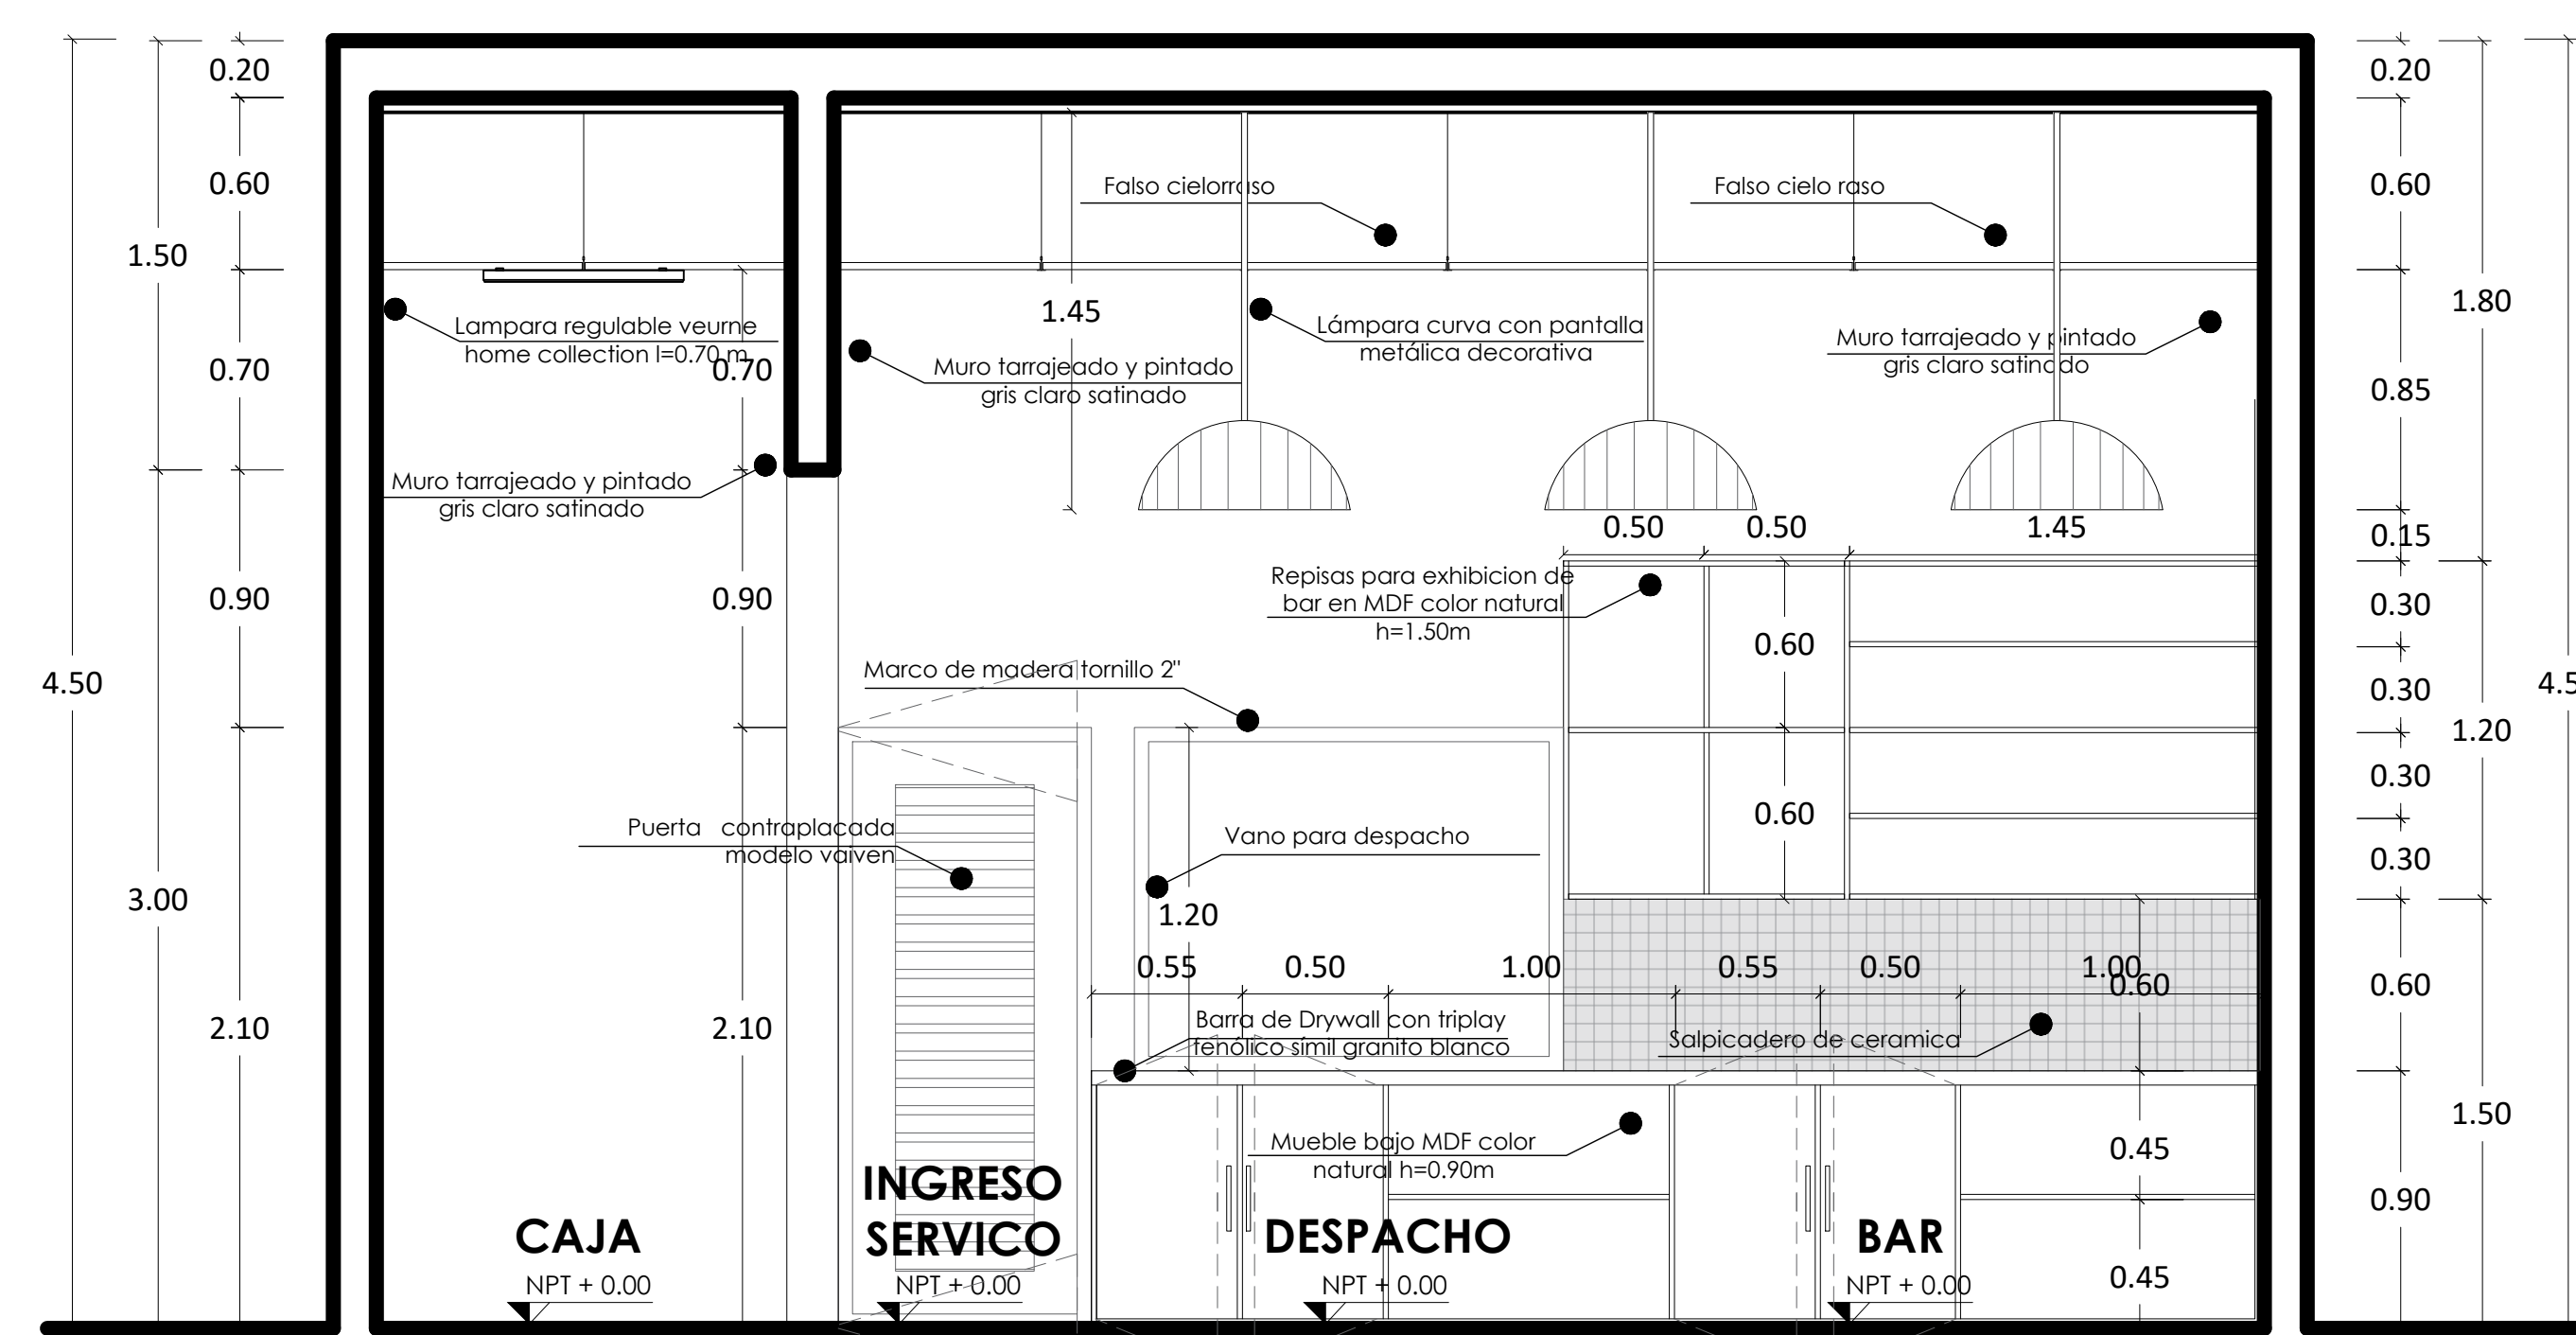 0.20
0.20
0.60
Falso cielorraso
Falso cielo raso
0.60
1.50
1.45
1.80
Lampara regulable veurne
home collection l=0.70 m
Lámpara curva con pantalla
metálica decorativa
Muro tarrajeado y pintado
gris claro satinado
0.70
0.70
Muro tarrajeado y pintado
gris claro satinado
0.85
Muro tarrajeado y pintado
gris claro satinado
0.50
0.50
1.45
0.15
Repisas para exhibicion de
bar en MDF color natural
h=1.50m
0.90
0.90
0.30
0.60
Marco de madera tornillo 2"
4.50
0.30
4.5
1.20
0.30
Puerta contraplacada
modelo vaiven
Vano para despacho
0.60
0.30
3.00
1.20
0.55
0.50
1.00
0.55
0.50
1.00
0.60
0.60
2.10
2.10
Barra de Drywall con triplay
fenólico símil granito blanco
Salpicadero de ceramica
1.50
Mueble bajo MDF color
natural h=0.90m
0.45
INGRESO
SERVICO
0.90
CAJA
DESPACHO
BAR
0.45
NPT + 0.00
NPT + 0.00
NPT + 0.00
NPT + 0.00